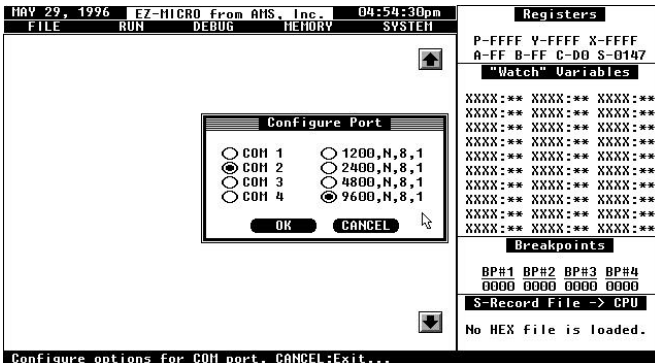 MAY 29, 1996 EZ-MICRO from AMS, Inc. 04:54:30pm
FILE RUN DEBUG MEMORY SYSTEM
Configure Port
COM 1 1200,N,8,1
COM 2 2400,N,8,1
COM 3 4800,N,8,1
COM 4 9600,N,8,1
OK CANCEL
Registers
P-FFFF Y-FFFF X-FFFF
A-FF B-FF C-D0 S-0147
"Watch" Variables
XXXX:** XXXX:** XXXX:**
XXXX:** XXXX:** XXXX:**
XXXX:** XXXX:** XXXX:**
XXXX:** XXXX:** XXXX:**
XXXX:** XXXX:** XXXX:**
XXXX:** XXXX:** XXXX:**
XXXX:** XXXX:** XXXX:**
XXXX:** XXXX:** XXXX:**
XXXX:** XXXX:** XXXX:**
XXXX:** XXXX:** XXXX:**
Breakpoints
BP#1 BP#2 BP#3 BP#4
0000 0000 0000 0000
S-Record File -> CPU
No HEX file is loaded.
Configure options for COM port. CANCEL:Exit...